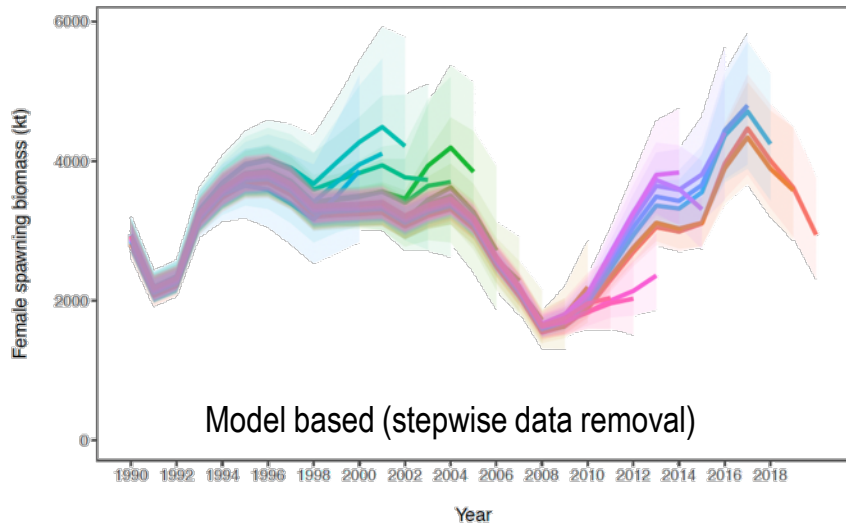 6000
4000
2000
0
Female spawning biomass (kt)
Model based (stepwise data removal)
1990 1992 1994 1996 1998 2000 2002 2004 2006 2008 2010 2012 2014 2016 2018
Year